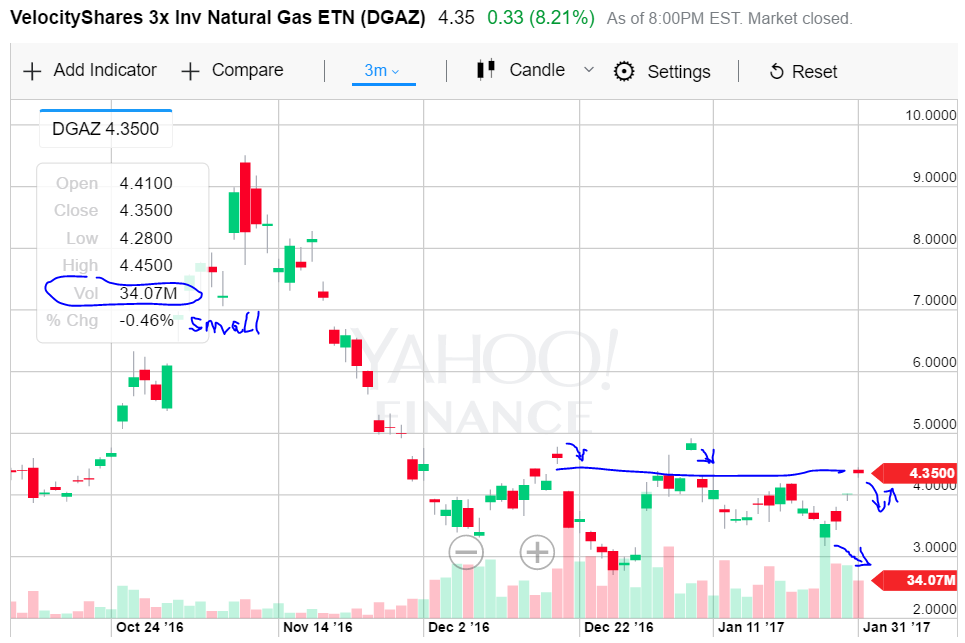 VelocityShares 3x Inv Natural Gas ETN (DGAZ) 4.35 0.33 (8.21%) As of 8:00PM EST. Market closed.
Add Indicator Compare 3m Candle Settings Reset
DGAZ 4.3500
Open 4.4100
Close 4.3500
Low 4.2800
High 4.4500
Vol 34.07M
% Chg -0.46%
small
10.0000
9.0000
8.0000
7.0000
6.0000
5.0000
4.3500
4.0000
3.0000
34.07M
2.0000
YAHOO!
FINANCE
Oct 24 '16 Nov 14 '16 Dec 2 '16 Dec 22 '16 Jan 11 '17 Jan 31 '17